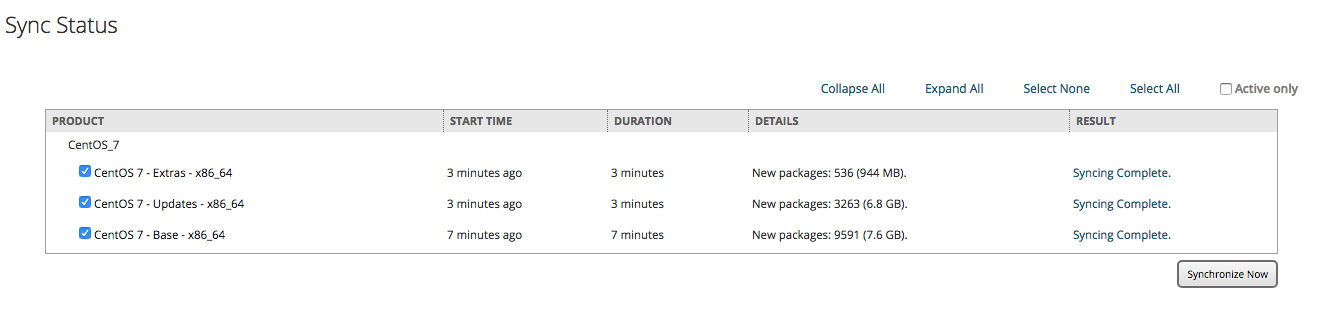 Sync Status
Collapse All Expand All Select None Select All Active only
PRODUCT START TIME DURATION DETAILS RESULT
CentOS_7
CentOS 7 - Extras - x86_64 3 minutes ago 3 minutes New packages: 536 (944 MB). Syncing Complete.
CentOS 7 - Updates - x86_64 3 minutes ago 3 minutes New packages: 3263 (6.8 GB). Syncing Complete.
CentOS 7 - Base - x86_64 7 minutes ago 7 minutes New packages: 9591 (7.6 GB). Syncing Complete.
Synchronize Now